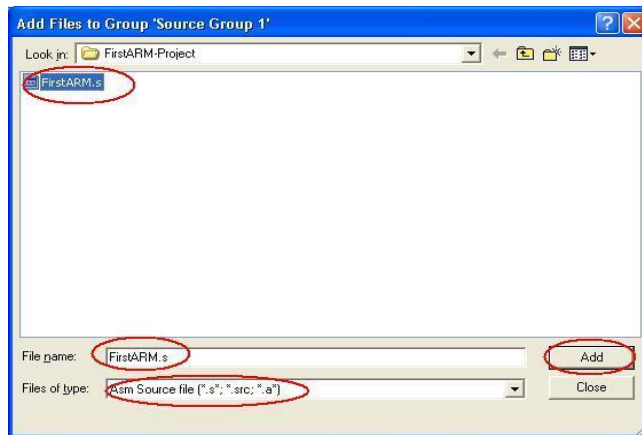 Add Files to Group 'Source Group 1'
Look in: FirstARM-Project
FirstARM.s
File name: FirstARM.s Add
Files of type: Asm Source file (*.s*; *.src; *.a*) Close